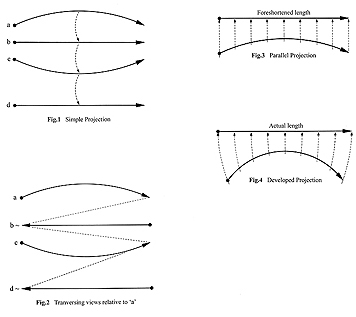 a
b
c
d
Fig.1 Simple Projection
a
b ~
c
d ~
Fig.2 Tranversing views relative to 'a'
Foreshortened length
Fig.3 Parallel Projection
Actual length
Fig.4 Developed Projection